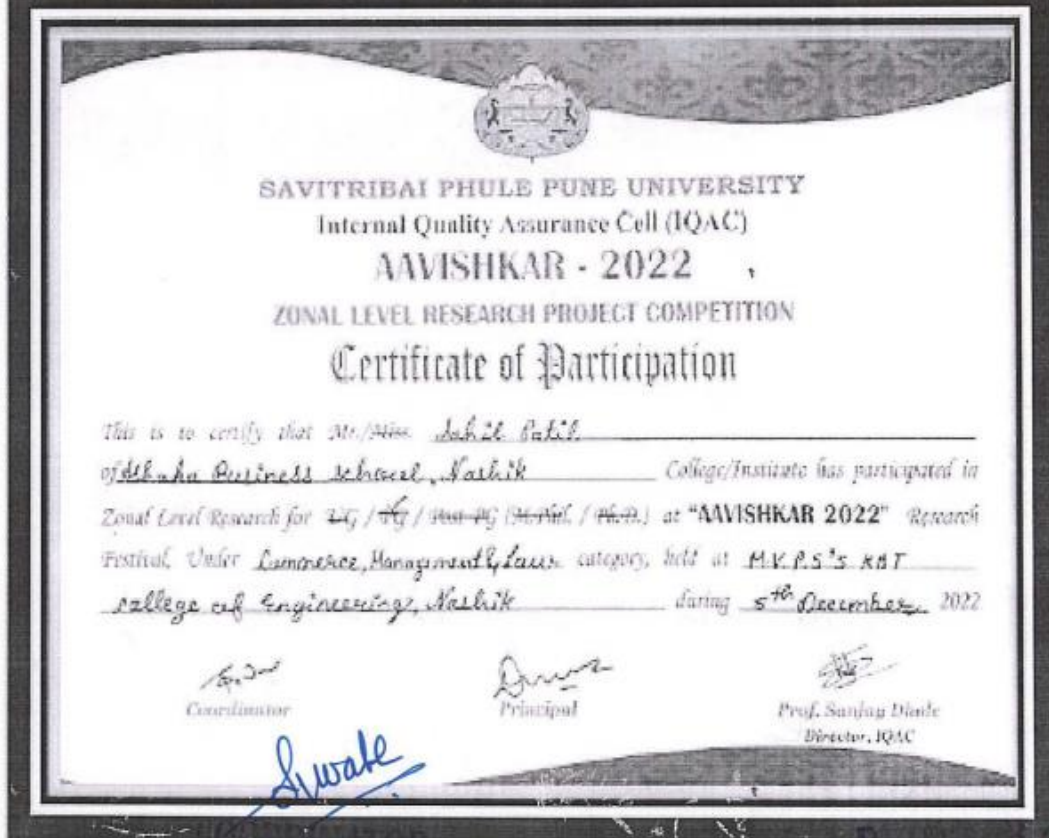 SAVITRIBAI PHULE PUNE UNIVERSITY
Internal Quality Assurance Cell (IQAC)
AAVISHKAR - 2022
ZONAL LEVEL RESEARCH PROJECT COMPETITION
Certificate of Participation
This is to certify that Mr./Miss. Sahil Patil
of Business school, Nashik College/Institute has participated in
Zonal Level Research for UG / PG / Post-PG (M.Phil. / Ph.D.) at "AAVISHKAR 2022" Research
Festival, Under Commerce, Management & Law category, held at M.V.P.S's KBT
college of Engineering, Nashik during 5th December 2022
Coordinator
Principal
Prof. Sanjay
Director, IQAC